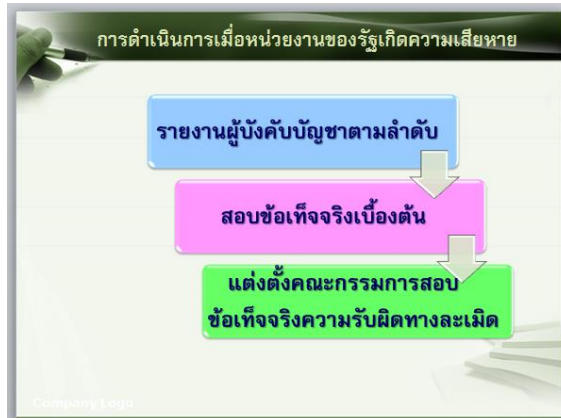 การดำเนินการเมื่อหน่วยงานของรัฐเกิดความเสียหาย
รายงานผู้บังคับบัญชาตามลำดับ
สอบข้อเท็จจริงเบื้องต้น
แต่งตั้งคณะกรรมการสอบ
ข้อเท็จจริงความรับผิดทางละเมิด
Company Logo